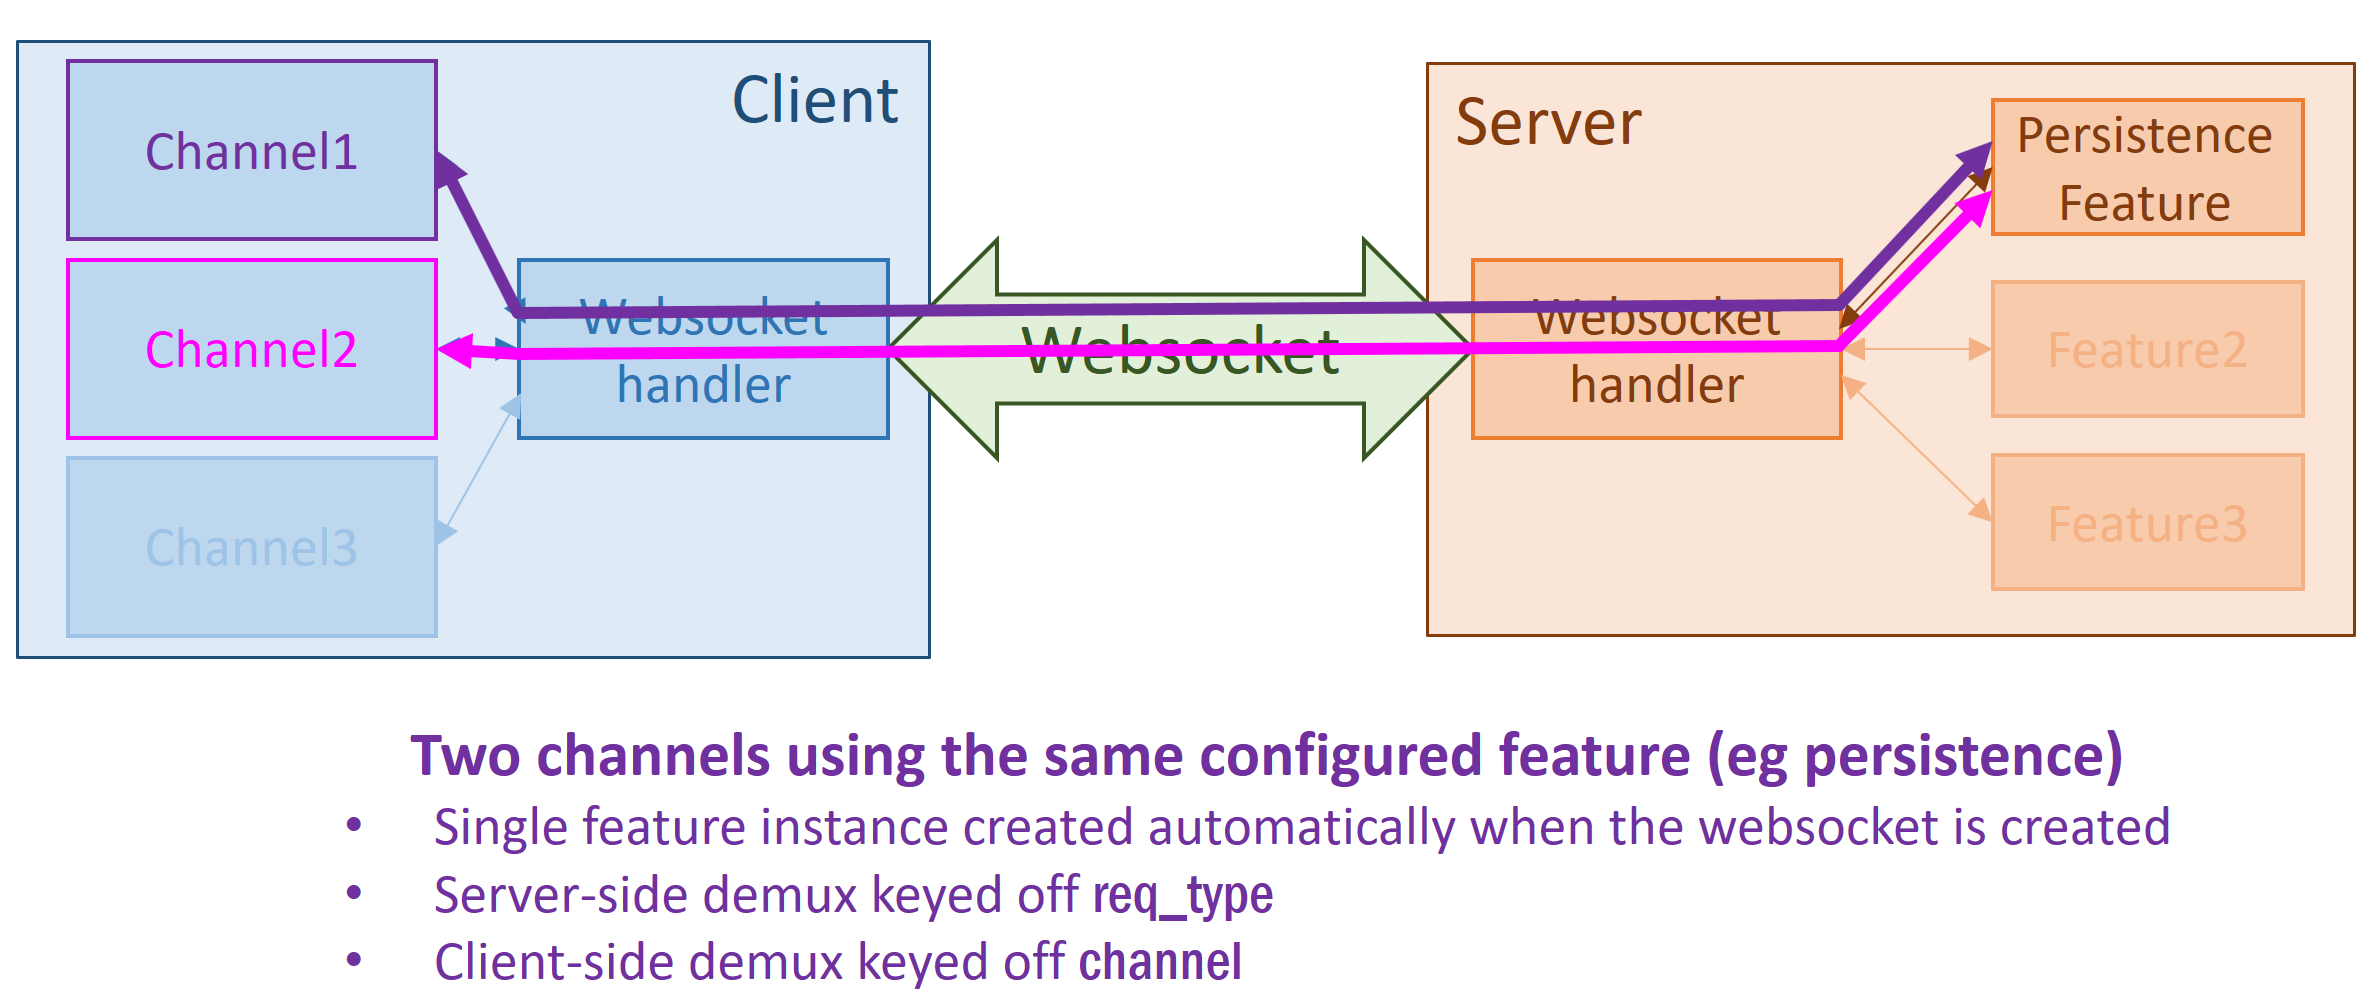 Client
Channel1
Channel2
Channel3
Websocket
handler
Websocket
Server
Websocket
handler
Persistence
Feature
Feature2
Feature3
Two channels using the same configured feature (eg persistence)
• Single feature instance created automatically when the websocket is created
• Server-side demux keyed off req_type
• Client-side demux keyed off channel